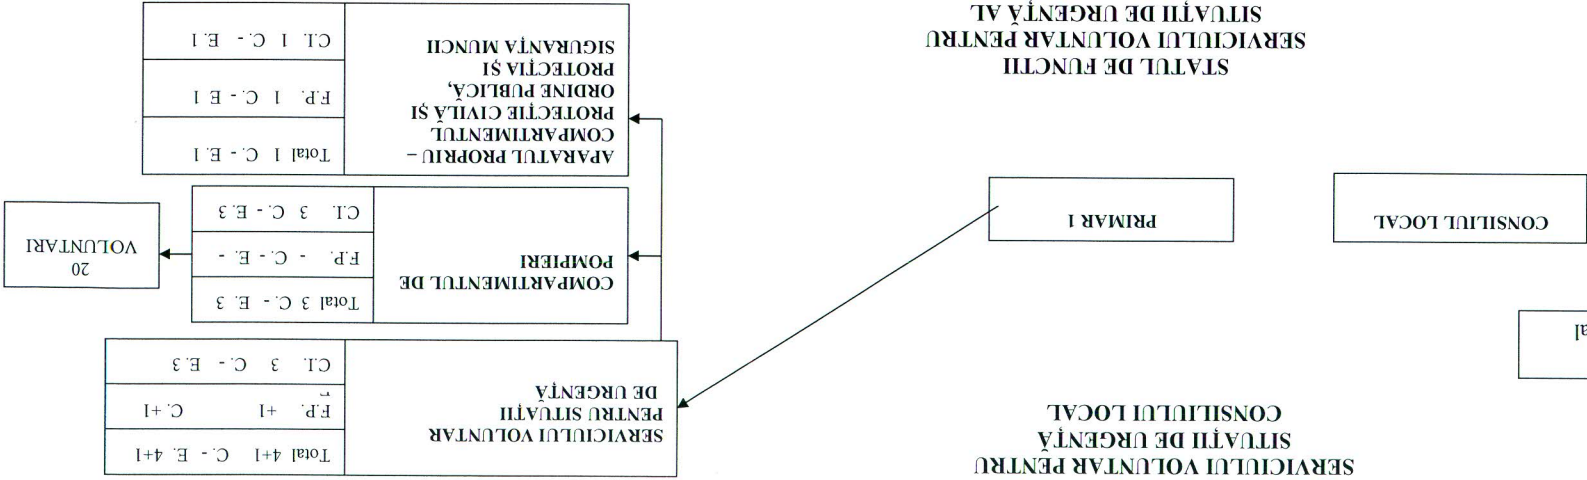 SERVICIULUI VOLUNTAR PENTRU
SITUAȚII DE URGENȚĂ
CONSILIULUI LOCAL
al
CONSILIUL LOCAL
PRIMAR 1
STATUL DE FUNCTII
SERVICIULUI VOLUNTAR PENTRU
SITUAȚII DE URGENȚĂ AL
SERVICIULUI VOLUNTAR
PENTRU SITUAȚII
DE URGENȚĂ
Total 4+1 C. - E. 4+1
F.P. +1 C. +1
C.I. 3 C. - E.3
COMPARTIMENTUL DE
POMPIERI
Total 3 C. - E. 3
F.P. - C. - E. -
C.I. 3 C. - E.3
20
VOLUNTARI
APARATUL PROPRIU –
COMPARTIMENTUL
PROTECȚIE CIVILĂ ȘI
ORDINE PUBLICĂ,
PROTECȚIA ȘI
SIGURANȚA MUNCII
Total 1 C. - E.1
F.P. 1 C. - E 1
C.I. 1 C. - E.1